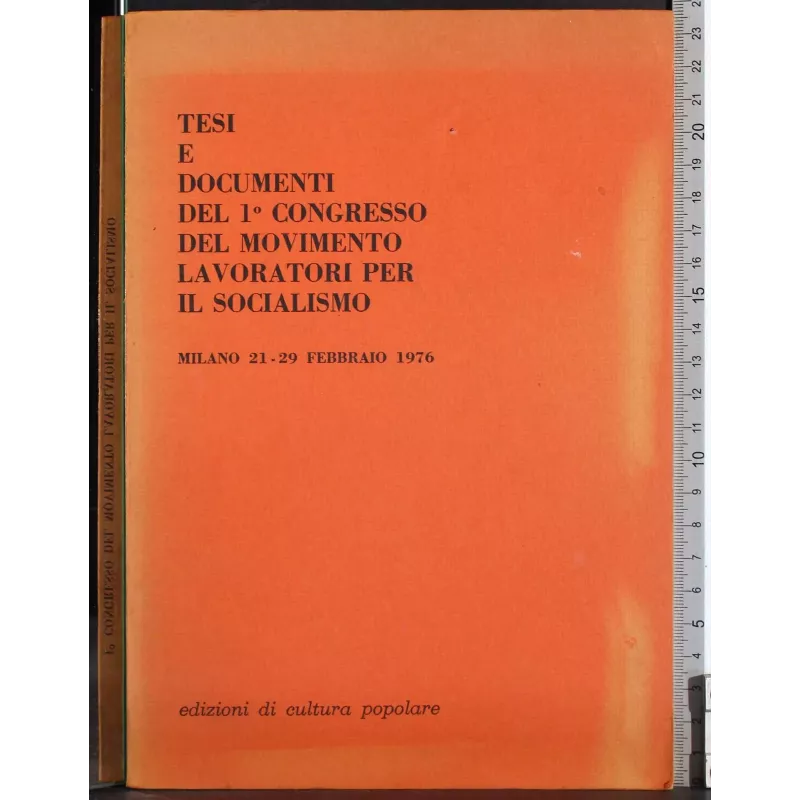 TESI
E
DOCUMENTI
DEL 1º CONGRESSO
DEL MOVIMENTO
LAVORATORI PER
IL SOCIALISMO
MILANO 21-29 FEBBRAIO 1976
edizioni di cultura popolare
1º CONGRESSO DEL MOVIMENTO LAVORATORI PER IL SOCIALISMO
23
22
21
20
19
18
17
16
15
14
13
12
11
10
9
8
7
6
5
4
3
2
1